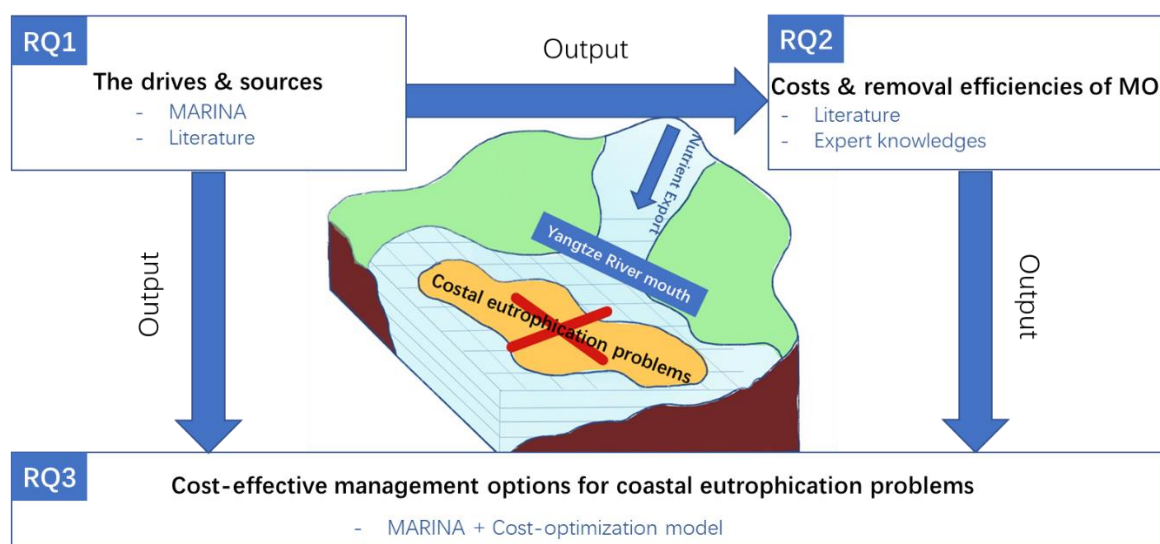 RQ1
The drives & sources
- MARINA
- Literature
Output
RQ2
Costs & removal efficiencies of MO
- Literature
- Expert knowledges
Nutrient Export
Yangtze River mouth
Costal eutrophication problems
Output
Output
RQ3
Cost-effective management options for coastal eutrophication problems
- MARINA + Cost-optimization model